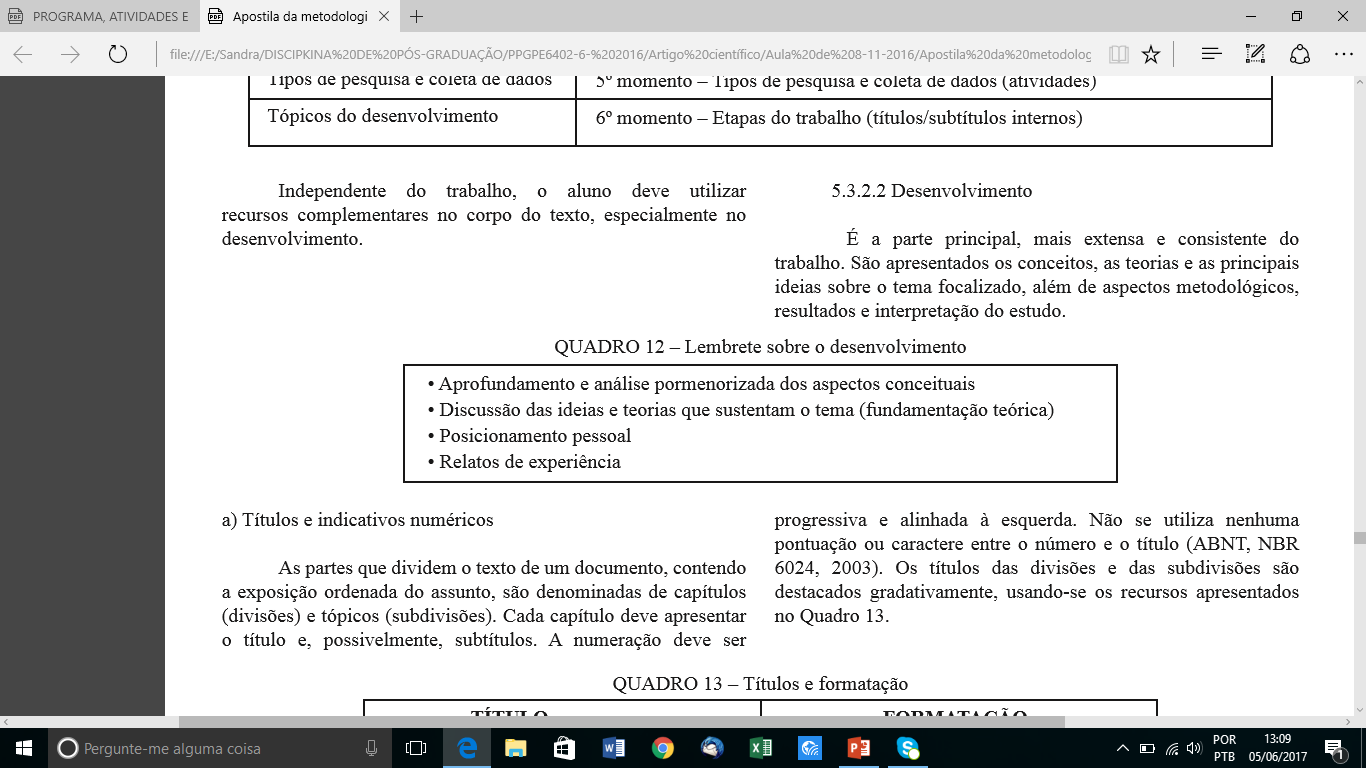 PROGRAMA, ATIVIDADES E
Apostila da metodologi
file:///E:/Sandra/DISCIPKINA%20DE%20PÓS-GRADUAÇÃO/PPGPE6402-6-%202016/Artigo%20científico/Aula%20de%208-11-2016/Apostila%20da%20metodolog
Tipos de pesquisa e coleta de dados
5º momento – Tipos de pesquisa e coleta de dados (atividades)
Tópicos do desenvolvimento
6º momento – Etapas do trabalho (títulos/subtítulos internos)
Independente do trabalho, o aluno deve utilizar
recursos complementares no corpo do texto, especialmente no
desenvolvimento.
5.3.2.2 Desenvolvimento
É a parte principal, mais extensa e consistente do
trabalho. São apresentados os conceitos, as teorias e as principais
ideias sobre o tema focalizado, além de aspectos metodológicos,
resultados e interpretação do estudo.
QUADRO 12 – Lembrete sobre o desenvolvimento
• Aprofundamento e análise pormenorizada dos aspectos conceituais
• Discussão das ideias e teorias que sustentam o tema (fundamentação teórica)
• Posicionamento pessoal
• Relatos de experiência
a) Títulos e indicativos numéricos
As partes que dividem o texto de um documento, contendo
a exposição ordenada do assunto, são denominadas de capítulos
(divisões) e tópicos (subdivisões). Cada capítulo deve apresentar
o título e, possivelmente, subtítulos. A numeração deve ser
progressiva e alinhada à esquerda. Não se utiliza nenhuma
pontuação ou caractere entre o número e o título (ABNT, NBR
6024, 2003). Os títulos das divisões e das subdivisões são
destacados gradativamente, usando-se os recursos apresentados
no Quadro 13.
QUADRO 13 – Títulos e formatação
TÍTULO
FORMATAÇÃO
Pergunte-me alguma coisa
POR
PTB
13:09
05/06/2017
1